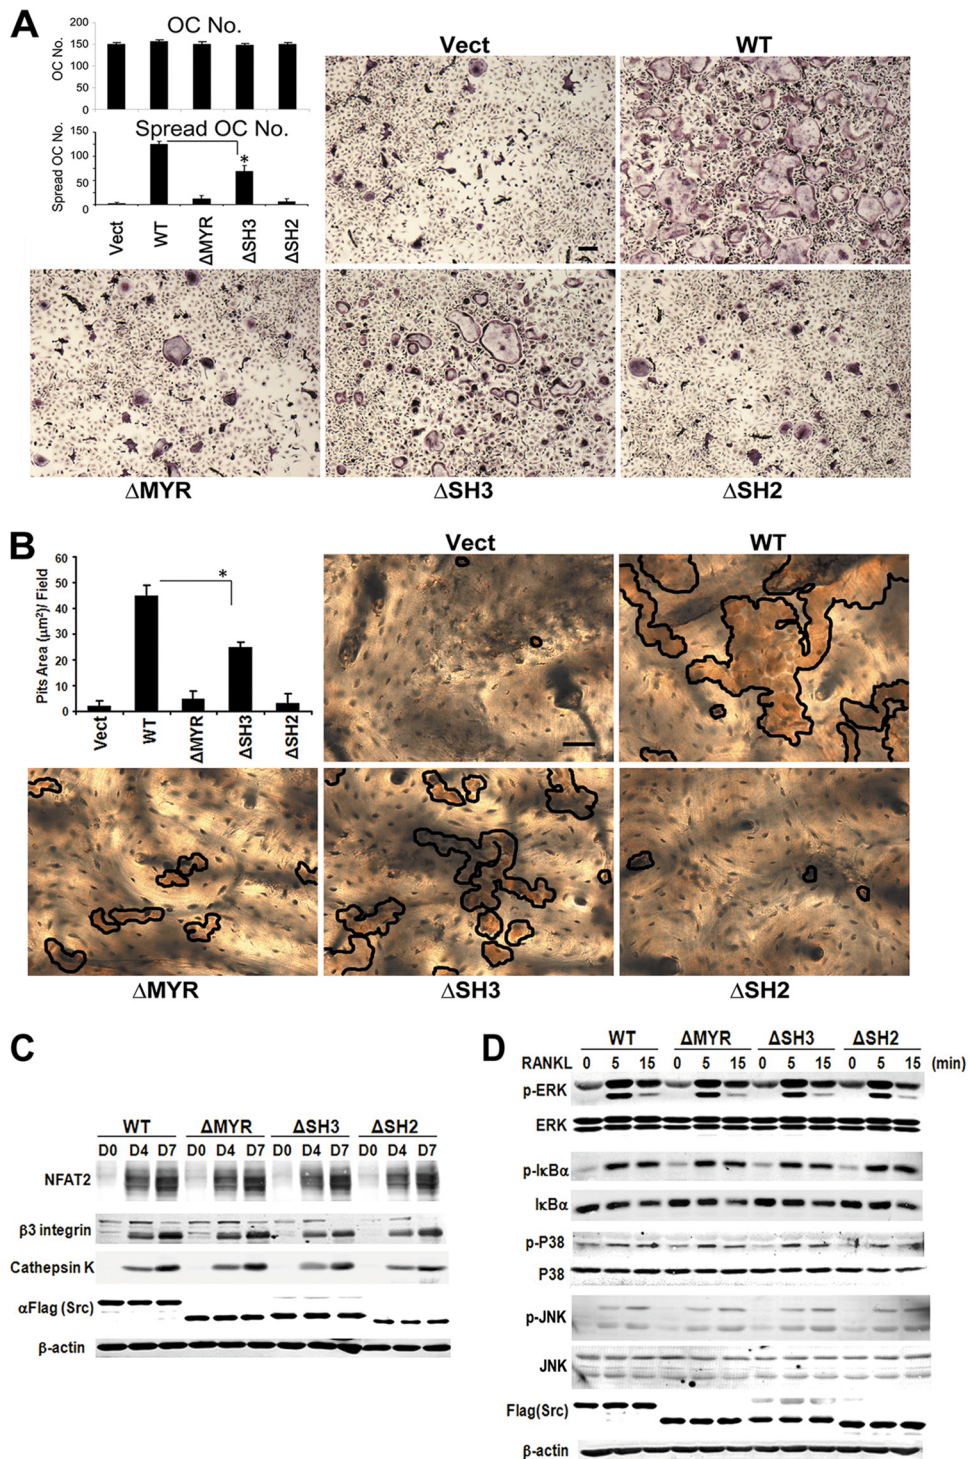 A
OC No.
OC No.
200
150
100
50
0
Spread OC No.
Spread OC No.
150
100
50
0
*
Vect
WT
ΔMYR
ΔSH3
ΔSH2
Vect
WT
ΔMYR
ΔSH3
ΔSH2
B
Pits Area (μm²)/ Field
60
50
40
30
20
10
0
*
Vect
WT
ΔMYR
ΔSH3
ΔSH2
Vect
WT
ΔMYR
ΔSH3
ΔSH2
C
WT ΔMYR ΔSH3 ΔSH2
D0 D4 D7 D0 D4 D7 D0 D4 D7 D0 D4 D7
NFAT2
β3 integrin
Cathepsin K
αFlag (Src)
β-actin
D
WT ΔMYR ΔSH3 ΔSH2
RANKL 0 5 15 0 5 15 0 5 15 0 5 15 (min)
p-ERK
ERK
p-IκBα
IκBα
p-P38
P38
p-JNK
JNK
Flag(Src)
β-actin